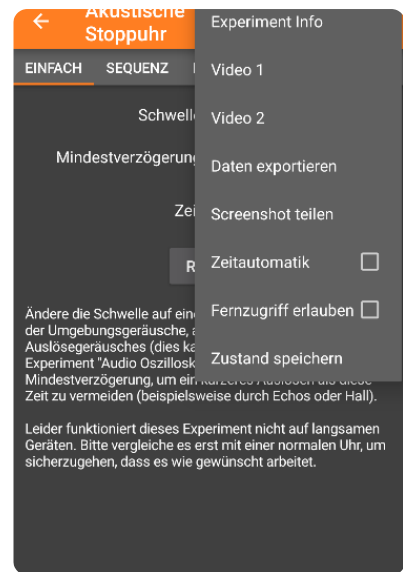 Akustische
Stoppuhr
EINFACH SEQUENZ
Schwelle
Mindestverzögerung
Zei
R
Ändere die Schwelle auf ein
der Umgebungsgeräusche, a
Auslösegeräusches (dies ka
Experiment "Audio Oszillosk
Mindestverzögerung, um ein kürzeres Auslösen als diese
Zeit zu vermeiden (beispielsweise durch Echos oder Hall).
Leider funktioniert dieses Experiment nicht auf langsamen
Geräten. Bitte vergleiche es erst mit einer normalen Uhr, um
sicherzugehen, dass es wie gewünscht arbeitet.
Experiment Info
Video 1
Video 2
Daten exportieren
Screenshot teilen
Zeitautomatik
Fernzugriff erlauben
Zustand speichern